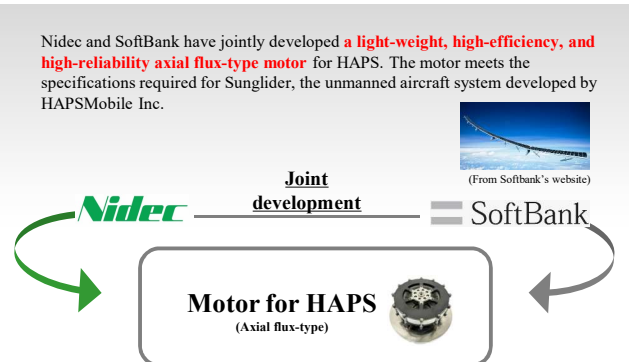 Nidec and SoftBank have jointly developed a light-weight, high-efficiency, and
high-reliability axial flux-type motor for HAPS. The motor meets the
specifications required for Sunglider, the unmanned aircraft system developed by
HAPSMobile Inc.
(From Softbank's website)
Joint
development
Nidec
SoftBank
Motor for HAPS
(Axial flux-type)